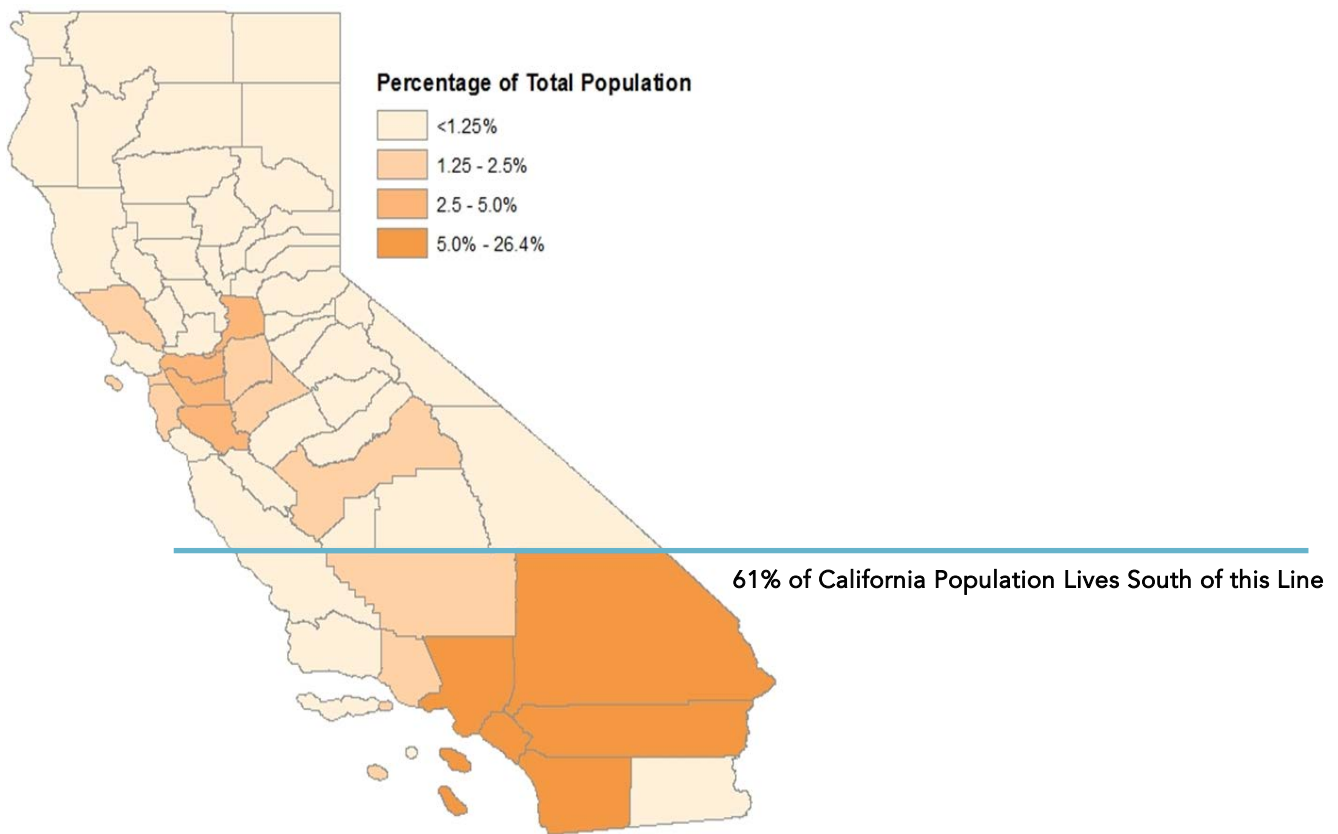 Percentage of Total Population
<1.25%
1.25 - 2.5%
2.5 - 5.0%
5.0% - 26.4%
61% of California Population Lives South of this Line